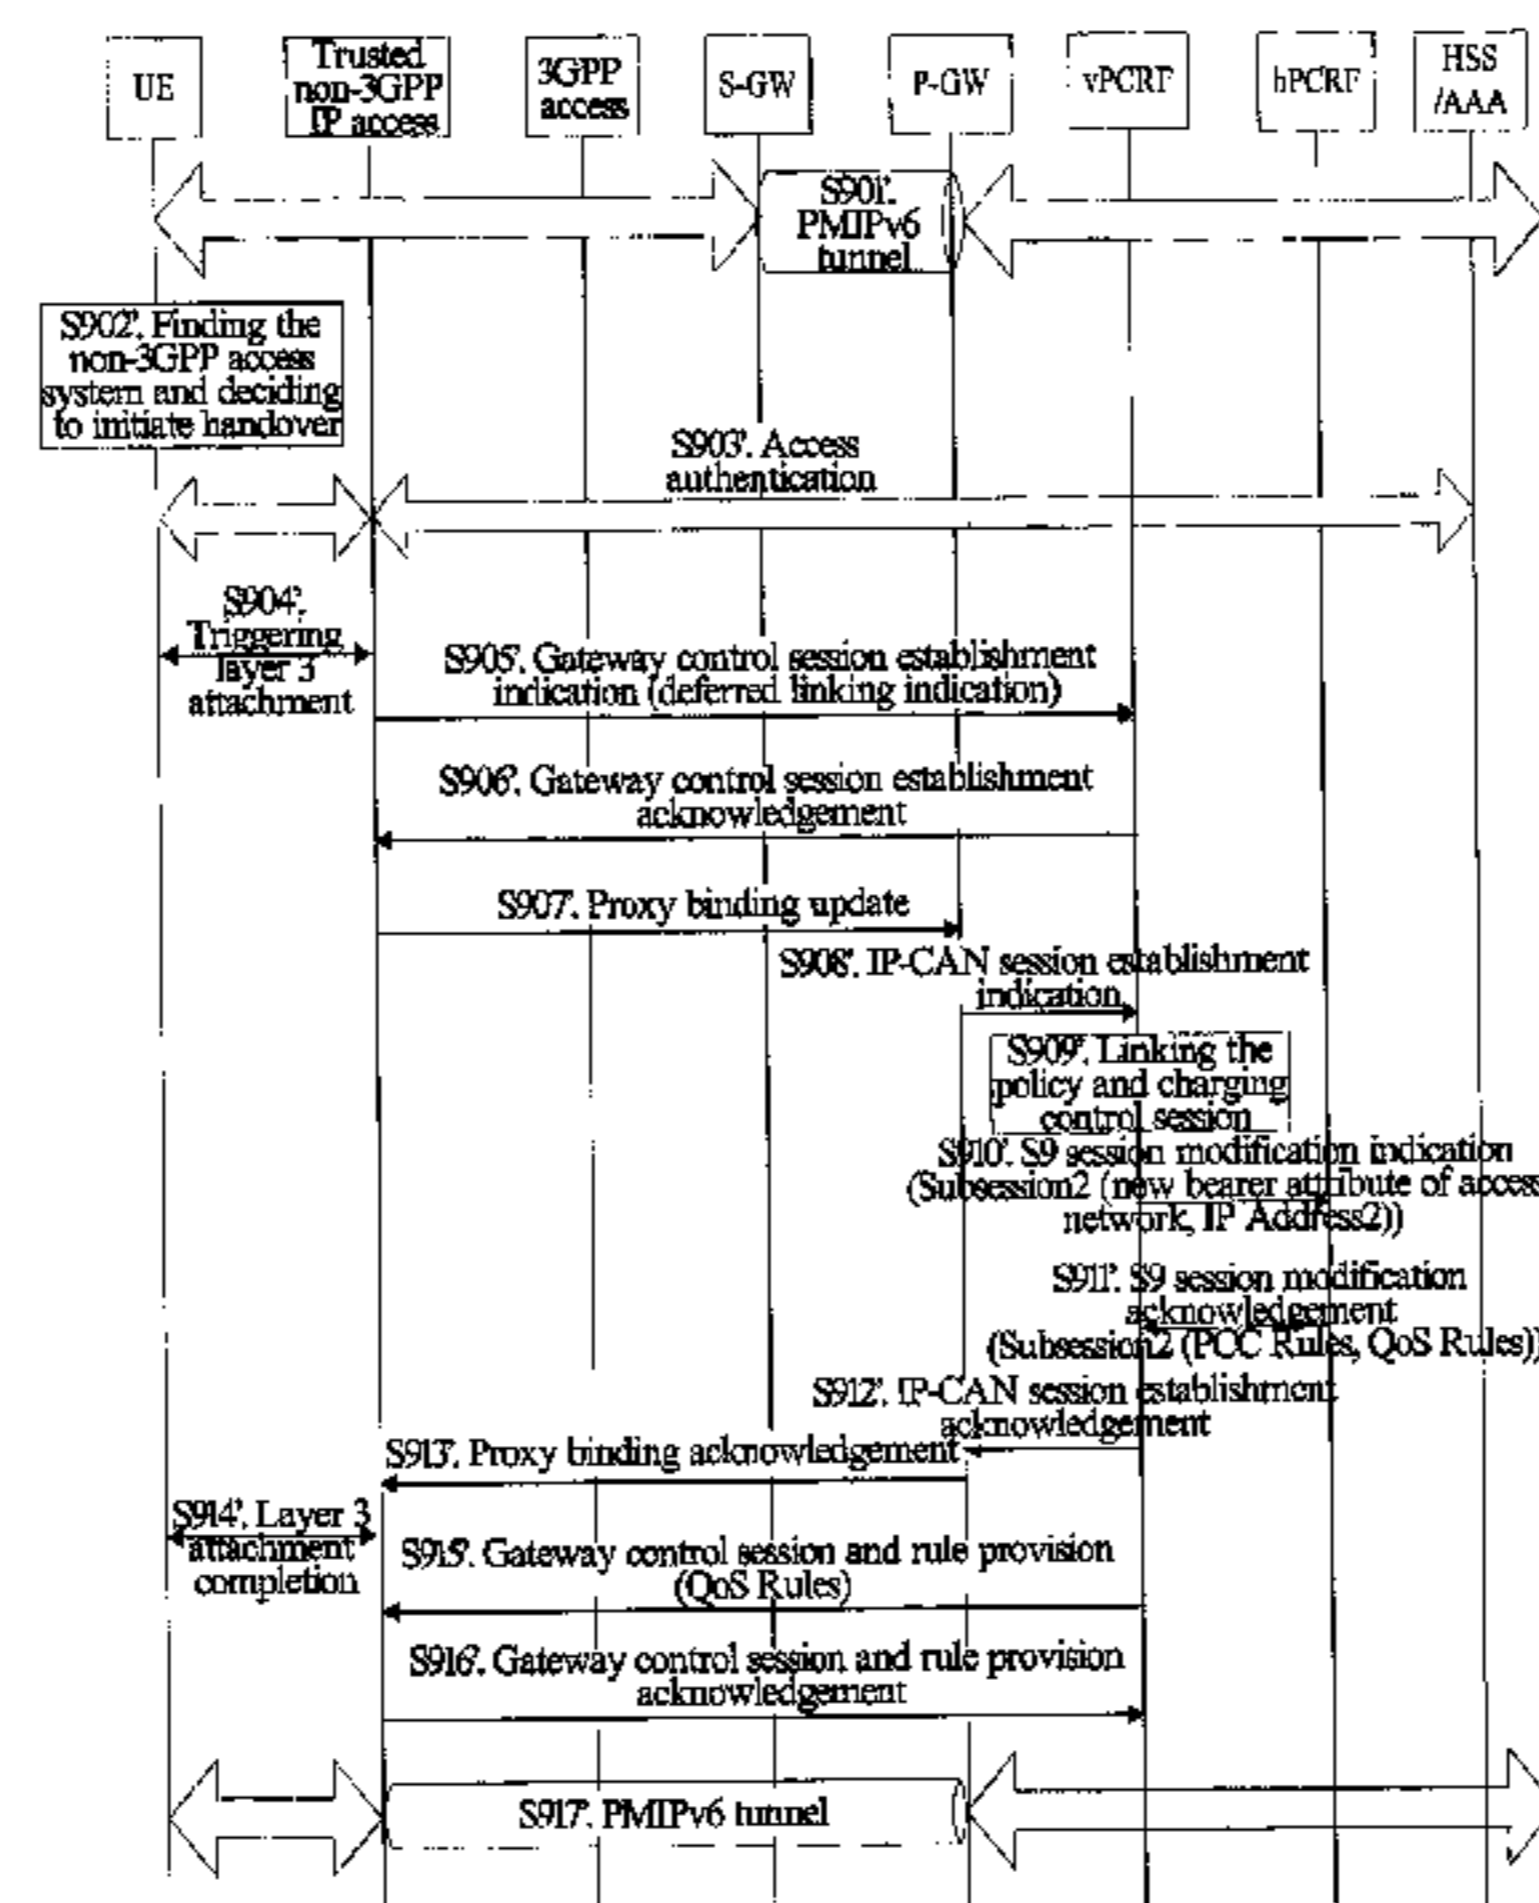 UE
Trusted
non-3GPP
IP access
3GPP
access
S-GW
P-GW
vPCRF
hPCRF
HSS
/AAA
S901'.
PMIPv6
tunnel
S902'. Finding the
non-3GPP access
system and deciding
to initiate handover
S903'. Access
authentication
S904'.
Triggering
layer 3
attachment
S905'. Gateway control session establishment
indication (deferred linking indication)
S906'. Gateway control session establishment
acknowledgement
S907'. Proxy binding update
S908'. IP-CAN session establishment
indication
S909'. Linking the
policy and charging
control session
S910'. S9 session modification indication
(Subsession2 (new bearer attribute of access
network, IP Address2))
S911'. S9 session modification
acknowledgement
(Subsession2 (PCC Rules, QoS Rules))
S912'. IP-CAN session establishment
acknowledgement
S913'. Proxy binding acknowledgement
S914'. Layer 3
attachment
completion
S915'. Gateway control session and rule provision
(QoS Rules)
S916'. Gateway control session and rule provision
acknowledgement
S917'. PMIPv6 tunnel